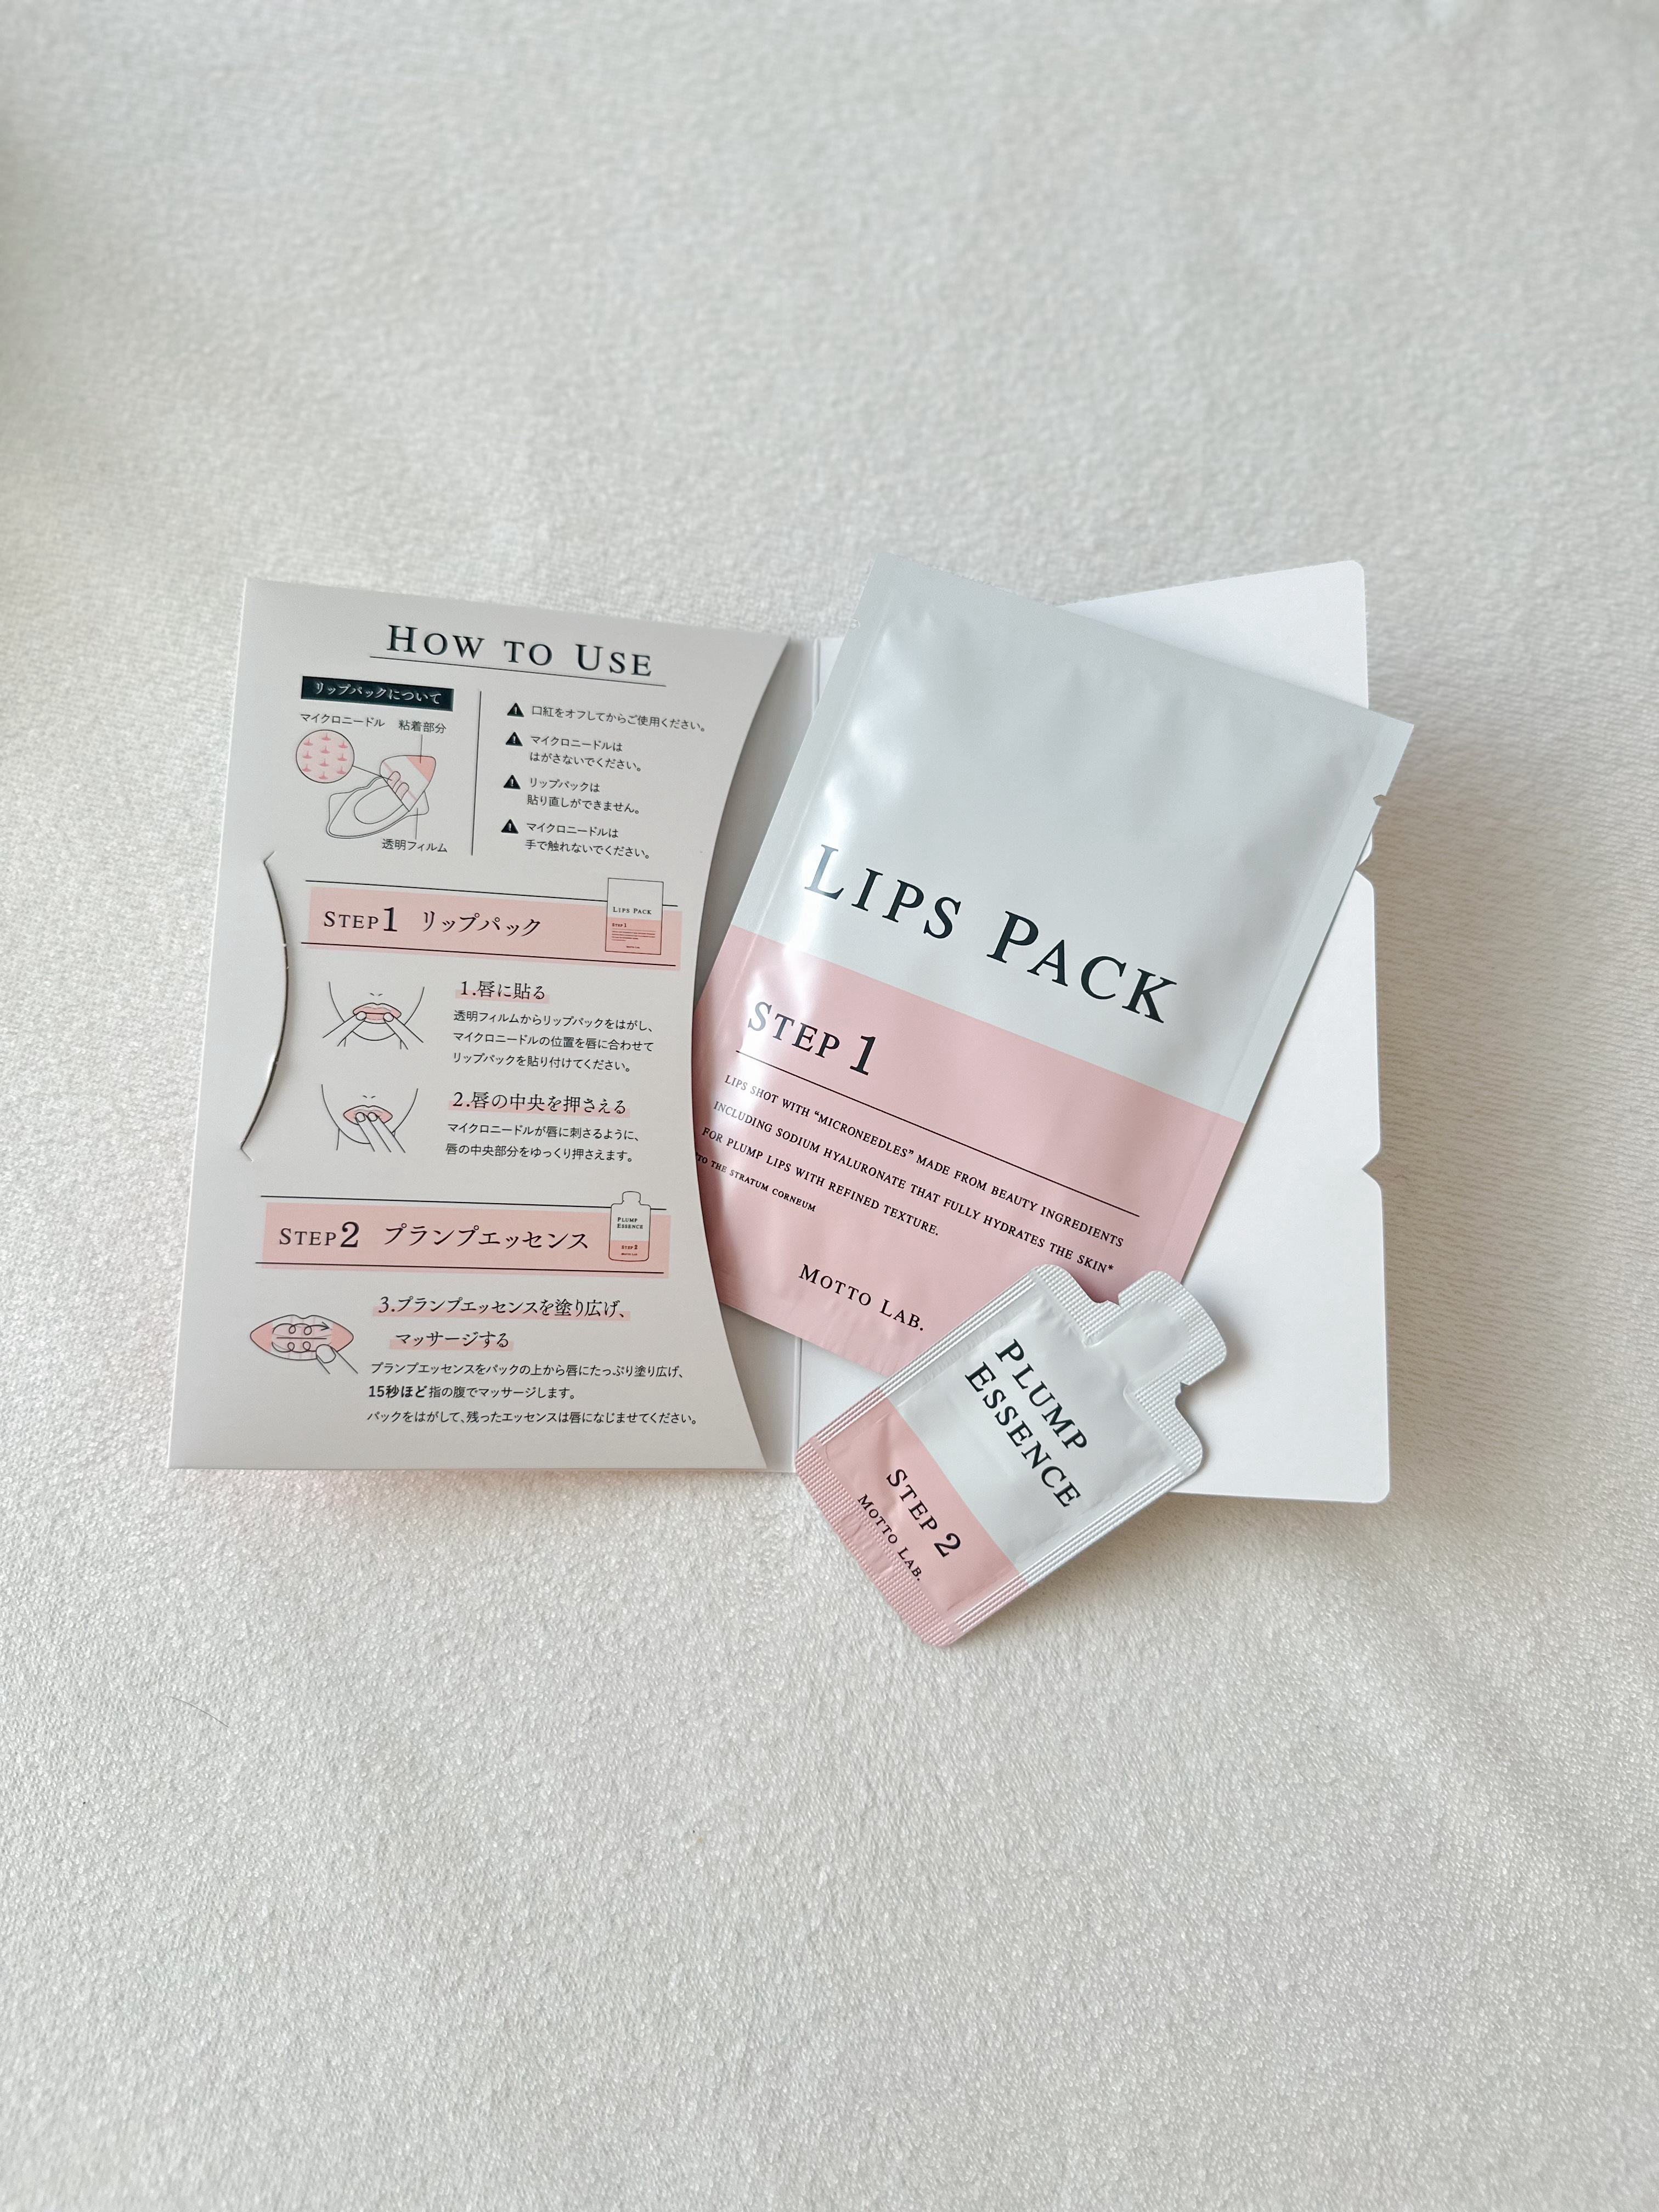 HOW TO USE
リップパックについて
マイクロニードル 粘着部分
透明フィルム
口紅をオフしてからご使用ください。
マイクロニードルは
はがさないでください。
リップパックは
貼り直しができません。
マイクロニードルは
手で触れないでください。
STEP1 リップパック
LIPS PACK
STEP 1
1.唇に貼る
透明フィルムからリップパックをはがし、
マイクロニードルの位置を唇に合わせて
リップパックを貼り付けてください。
2.唇の中央を押さえる
マイクロニードルが唇に刺さるように、
唇の中央部分をゆっくり押さえます。
STEP2 プランプエッセンス
PLUMP
ESSENCE
STEP 2
3.プランプエッセンスを塗り広げ、
マッサージする
プランプエッセンスをパックの上から唇にたっぷり塗り広げ、
15秒ほど指の腹でマッサージします。
パックをはがして、残ったエッセンスは唇になじませてください。
LIPS PACK
STEP 1
LIPS SHOT WITH “MICRONEEDLES” MADE FROM BEAUTY INGREDIENTS
INCLUDING SODIUM HYALURONATE THAT FULLY HYDRATES THE SKIN*
FOR PLUMP LIPS WITH REFINED TEXTURE.
TO THE STRATUM CORNEUM
MOTTO LAB.
PLUMP
ESSENCE
STEP 2
MOTTO LAB.